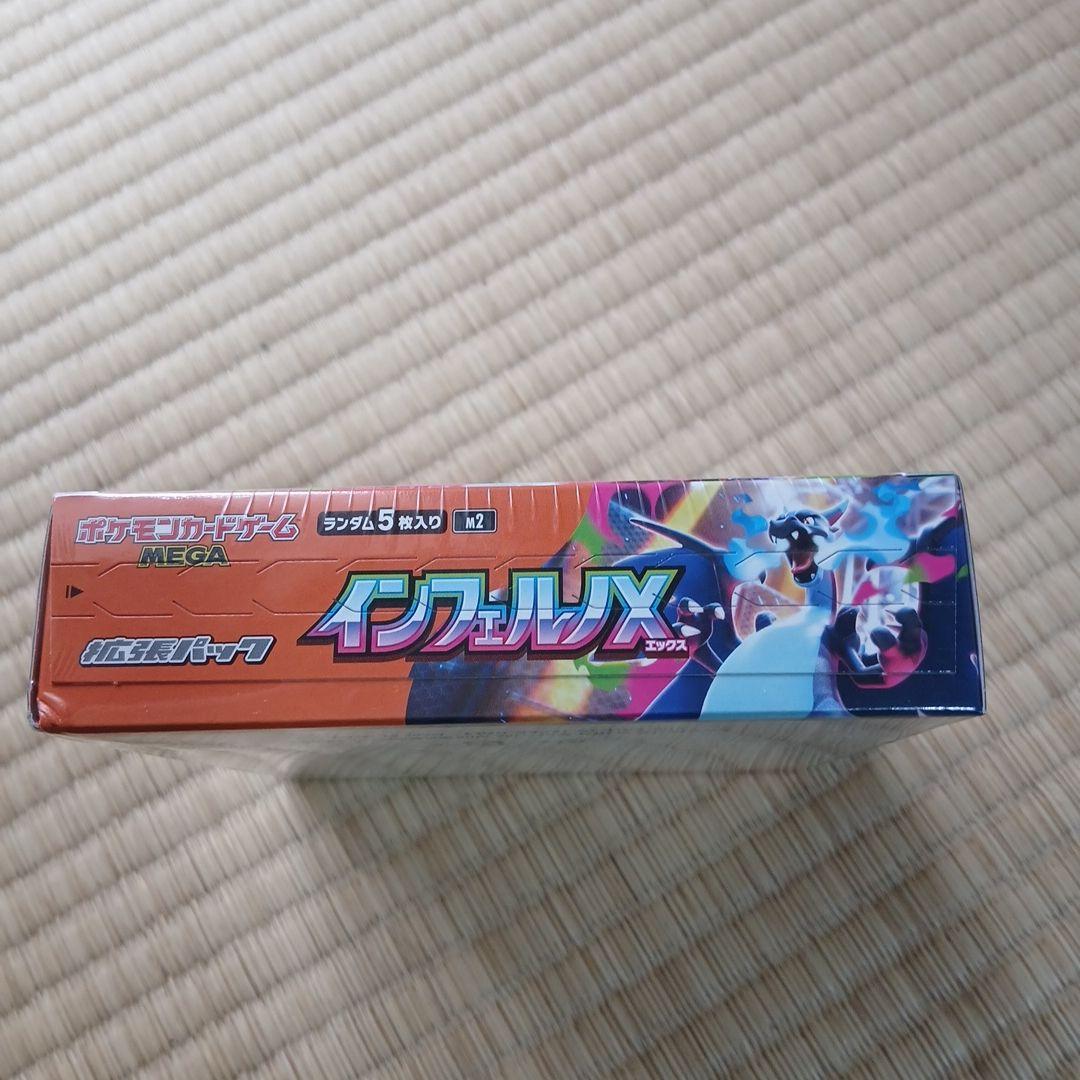 ポケモンカードゲーム
MEGA
ランダム5枚入り
M2
インフェルノX
エックス
拡張パック